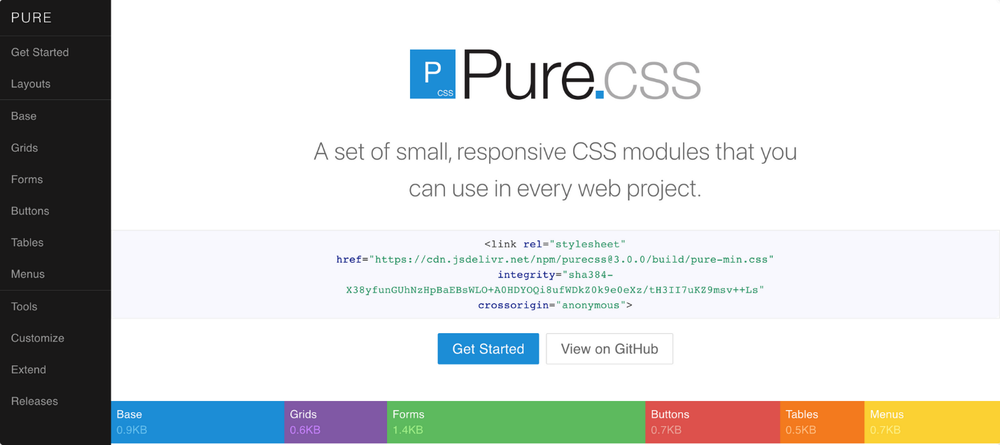 PURE
Get Started
Layouts
Base
Grids
Forms
Buttons
Tables
Menus
Tools
Customize
Extend
Releases
P
CSS
Pure.css
A set of small, responsive CSS modules that you
can use in every web project.
<link rel="stylesheet"
href="https://cdn.jsdelivr.net/npm/purecss@3.0.0/build/pure-min.css"
integrity="sha384-
X38yfunGUhNzHpBaEBsWLO+A0HDYOQi8ufWDkZ0k9e0eXz/tH3II7uKZ9msv++Ls"
crossorigin="anonymous">
Get Started
View on GitHub
Base
0.9KB
Grids
0.6KB
Forms
1.4KB
Buttons
0.7KB
Tables
0.5KB
Menus
0.7KB